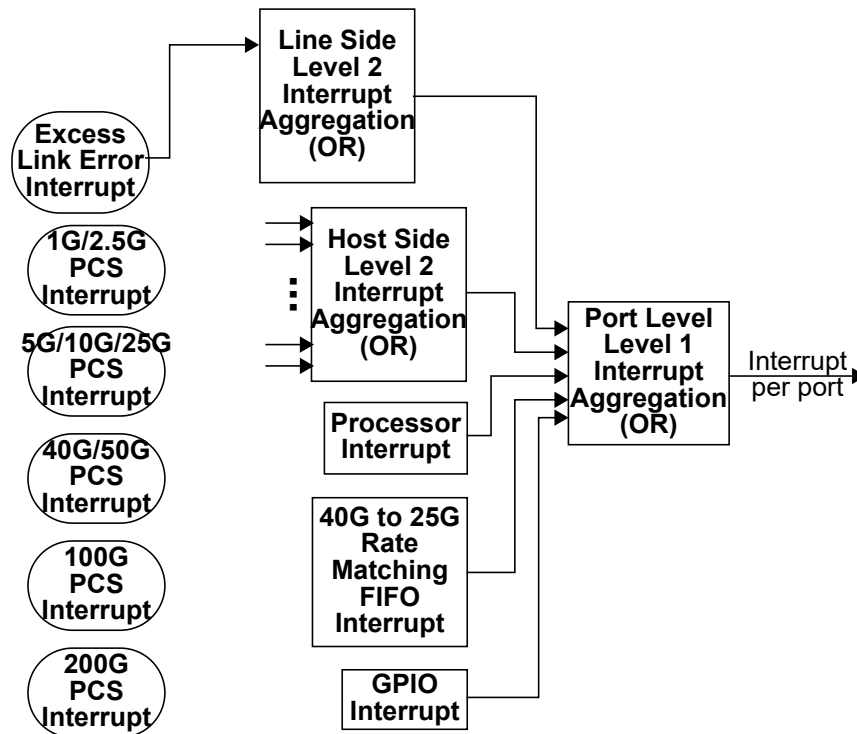 Line Side
Level 2
Interrupt
Aggregation
(OR)
Excess
Link Error
Interrupt
1G/2.5G
PCS
Interrupt
Host Side
Level 2
Interrupt
Aggregation
(OR)
5G/10G/25G
PCS
Interrupt
Port Level
Level 1
Interrupt
Aggregation
(OR)
Interrupt
per port
Processor
Interrupt
40G/50G
PCS
Interrupt
40G to 25G
Rate
Matching
FIFO
Interrupt
100G
PCS
Interrupt
200G
PCS
Interrupt
GPIO
Interrupt